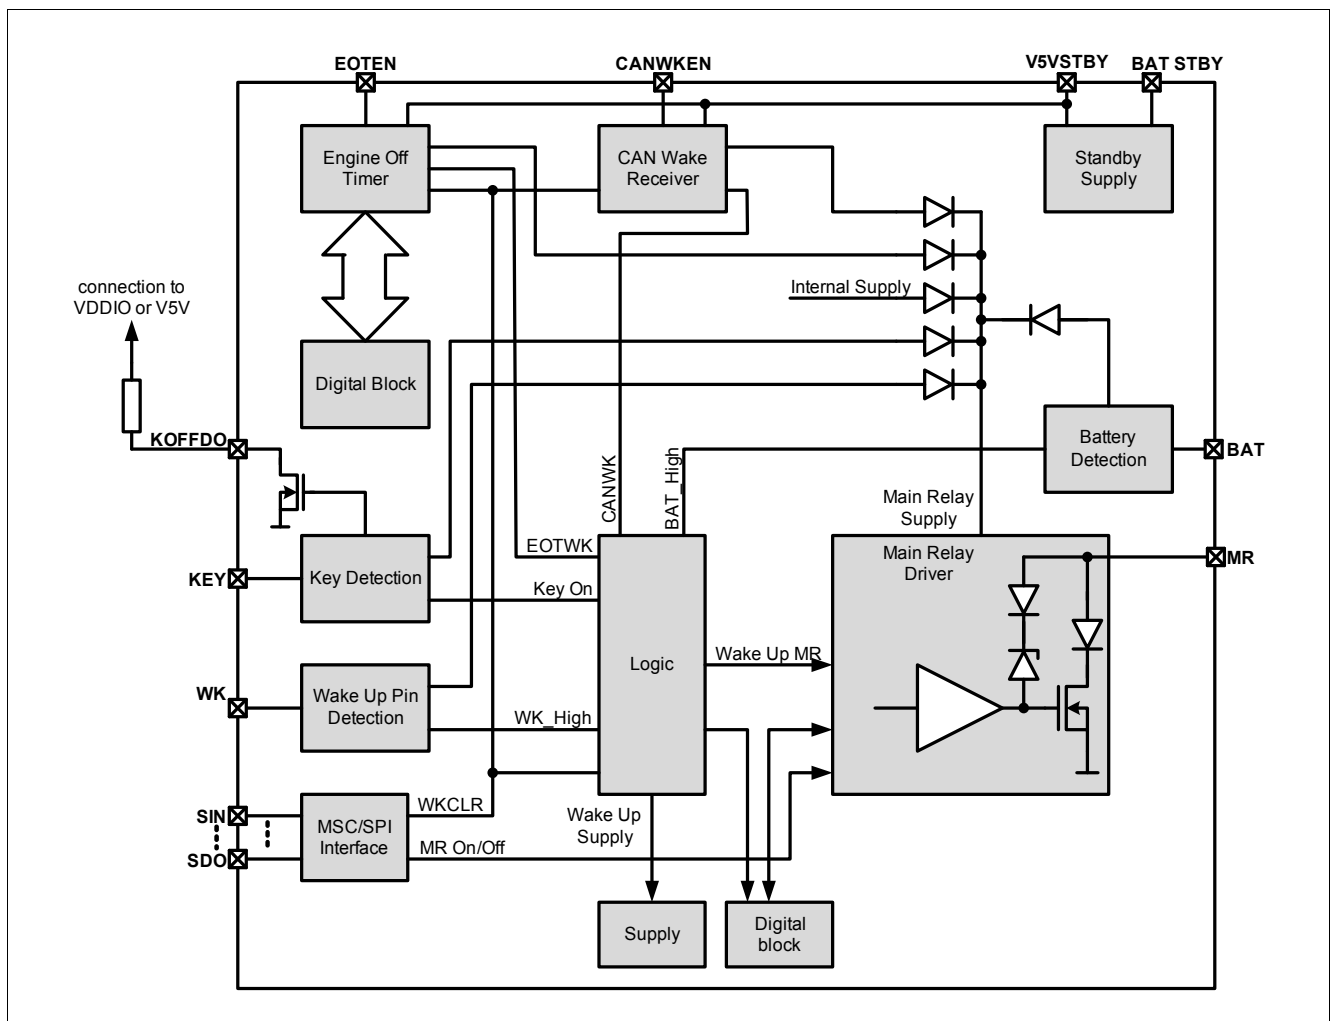 EOTEN
CANWKEN
V5VSTBY
BAT STBY
Engine Off
Timer
CAN Wake
Receiver
Standby
Supply
connection to
VDDIO or V5V
Internal Supply
Digital Block
KOFFDO
Battery
Detection
BAT
CANWK
BAT_High
Main Relay
Supply
EOTWK
Main Relay
Driver
MR
KEY
Key Detection
Key On
Logic
Wake Up MR
WK
Wake Up Pin
Detection
WK_High
SIN
SDO
MSC/SPI
Interface
WKCLR
MR On/Off
Wake Up
Supply
Supply
Digital
block